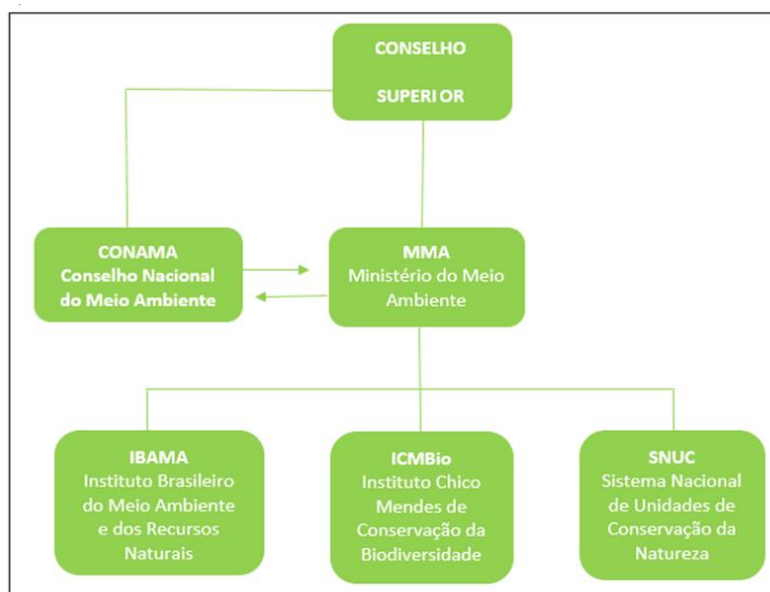 CONSELHO
SUPERIOR
CONAMA
Conselho Nacional
do Meio Ambiente
MMA
Ministério do Meio
Ambiente
IBAMA
Instituto Brasileiro
do Meio Ambiente
e dos Recursos
Naturais
ICMBio
Instituto Chico
Mendes de
Conservação da
Biodiversidade
SNUC
Sistema Nacional
de Unidades de
Conservação da
Natureza